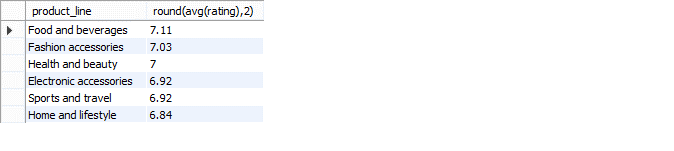 product_line round(avg(rating),2)
Food and beverages 7.11
Fashion accessories 7.03
Health and beauty 7
Electronic accessories 6.92
Sports and travel 6.92
Home and lifestyle 6.84